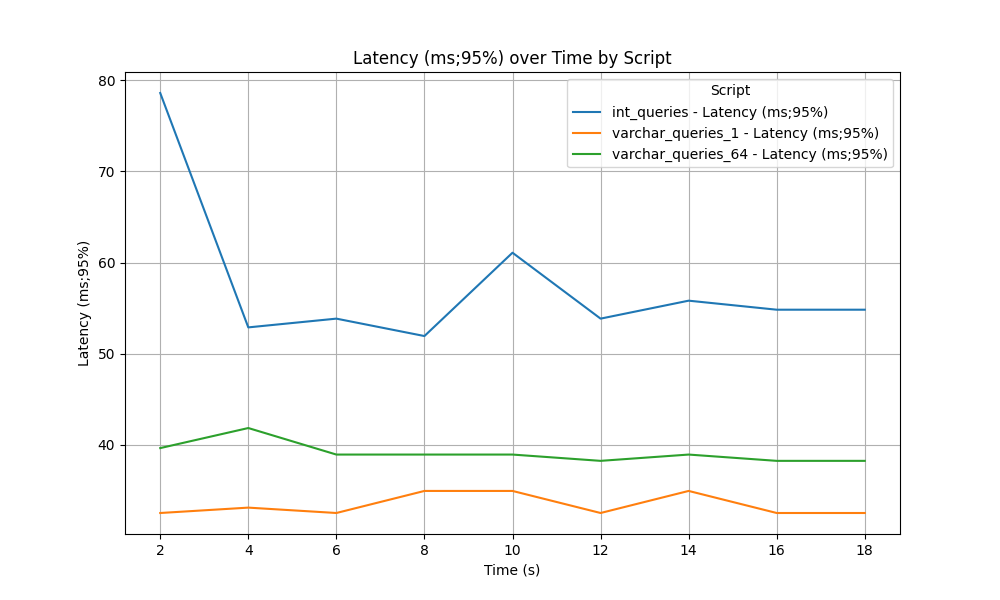 Latency (ms;95%) over Time by Script
Script
int_queries - Latency (ms;95%)
varchar_queries_1 - Latency (ms;95%)
varchar_queries_64 - Latency (ms;95%)
Latency (ms;95%)
80
70
60
50
40
2 4 6 8 10 12 14 16 18
Time (s)